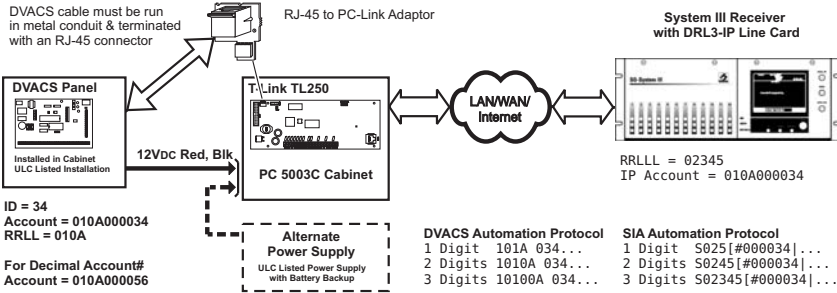 DVACS cable must be run
in metal conduit & terminated
with an RJ-45 connector
RJ-45 to PC-Link Adaptor
System III Receiver
with DRL3-IP Line Card
DVACS Panel
Installed in Cabinet
ULC Listed Installation
T-Link TL250
PC 5003C Cabinet
LAN/WAN/
Internet
SG-System III
12VDC Red, Blk
RRLLL = 02345
IP Account = 010A000034
ID = 34
Account = 010A000034
RRLL = 010A
For Decimal Account#
Account = 010A000056
Alternate
Power Supply
ULC Listed Power Supply
with Battery Backup
DVACS Automation Protocol
1 Digit 101A 034...
2 Digits 1010A 034...
3 Digits 10100A 034...
SIA Automation Protocol
1 Digit S025[#000034|...
2 Digits S0245[#000034|...
3 Digits S02345[#000034|...